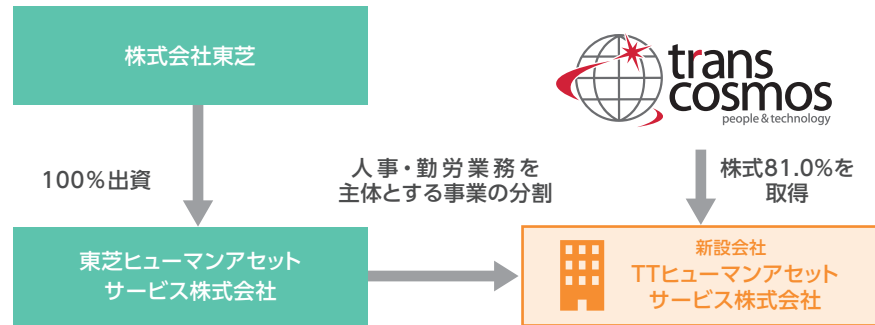 株式会社東芝
trans
cosmos
people & technology
100%出資
人事・勤労業務を
主体とする事業の分割
株式81.0%を
取得
東芝ヒューマンアセット
サービス株式会社
新設会社
TTヒューマンアセット
サービス株式会社